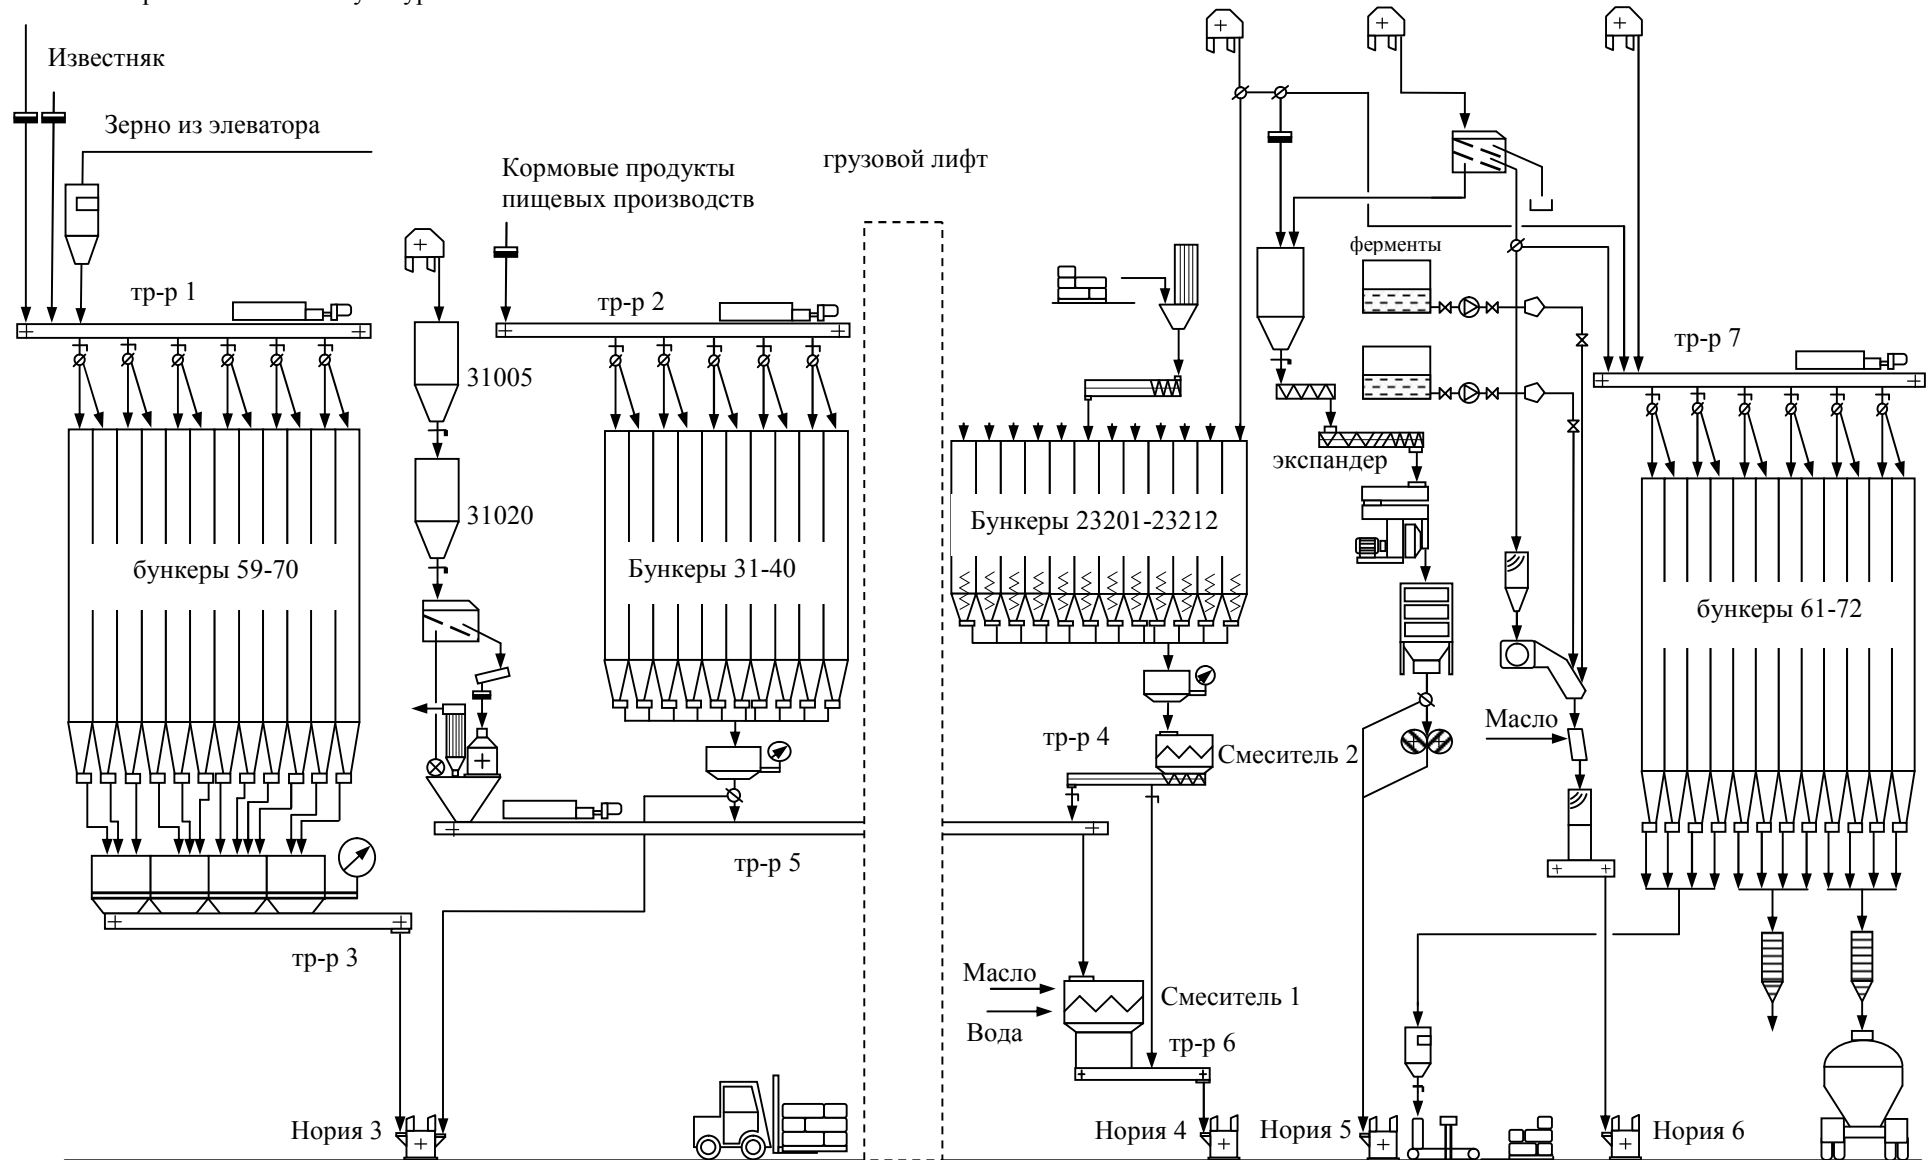 Известняк
Зерно из элеватора
Кормовые продукты
пищевых производств
грузовой лифт
ферменты
тр-р 1
тр-р 2
тр-р 7
31005
экспандер
31020
Бункеры 23201-23212
бункеры 59-70
Бункеры 31-40
бункеры 61-72
Масло
тр-р 4
Смеситель 2
тр-р 5
тр-р 3
Масло
Смеситель 1
Вода
тр-р 6
Нория 3
Нория 4
Нория 5
Нория 6